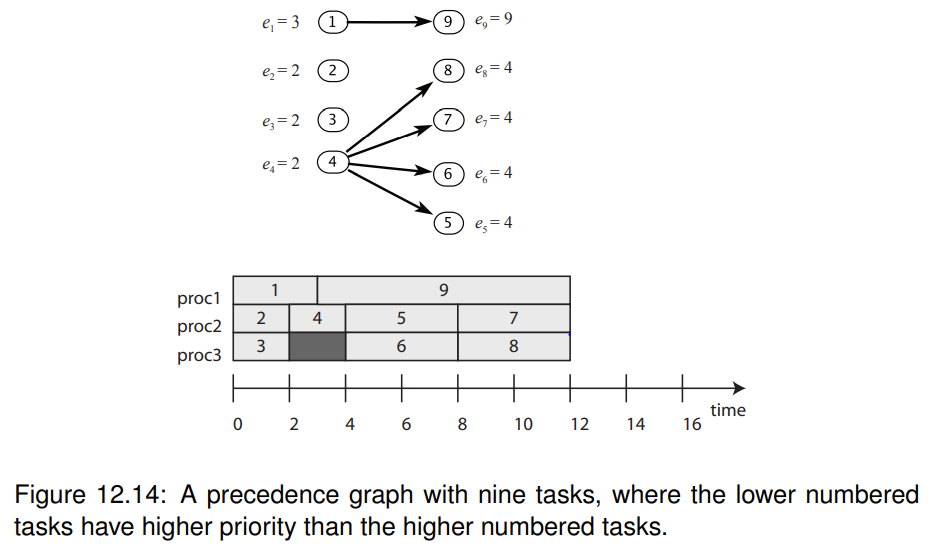 e₁ = 3 1 9 e₉ = 9
e₂ = 2 2 8 e₈ = 4
e₃ = 2 3 7 e₇ = 4
e₄ = 2 4 6 e₆ = 4
5 e₅ = 4
proc1 1 9
proc2 2 4 5 7
proc3 3 6 8
time
0 2 4 6 8 10 12 14 16
Figure 12.14: A precedence graph with nine tasks, where the lower numbered
tasks have higher priority than the higher numbered tasks.